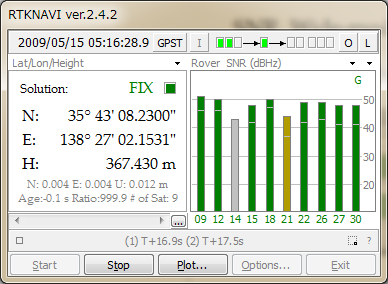 RTKNAVI ver.2.4.2
2009/05/15 05:16:28.9 GPST I O L
Lat/Lon/Height
Solution: FIX
N: 35° 43' 08.2300"
E: 138° 27' 02.1531"
H: 367.430 m
N: 0.004 E: 0.004 U: 0.012 m
Age:-0.1 s Ratio:999.9 # of Sat: 9
...
Rover SNR (dBHz)
G
50
40
30
20
10
09 12 14 15 18 21 22 26 27 30
(1) T+16.9s (2) T+17.5s
?
Start Stop Plot... Options... Exit